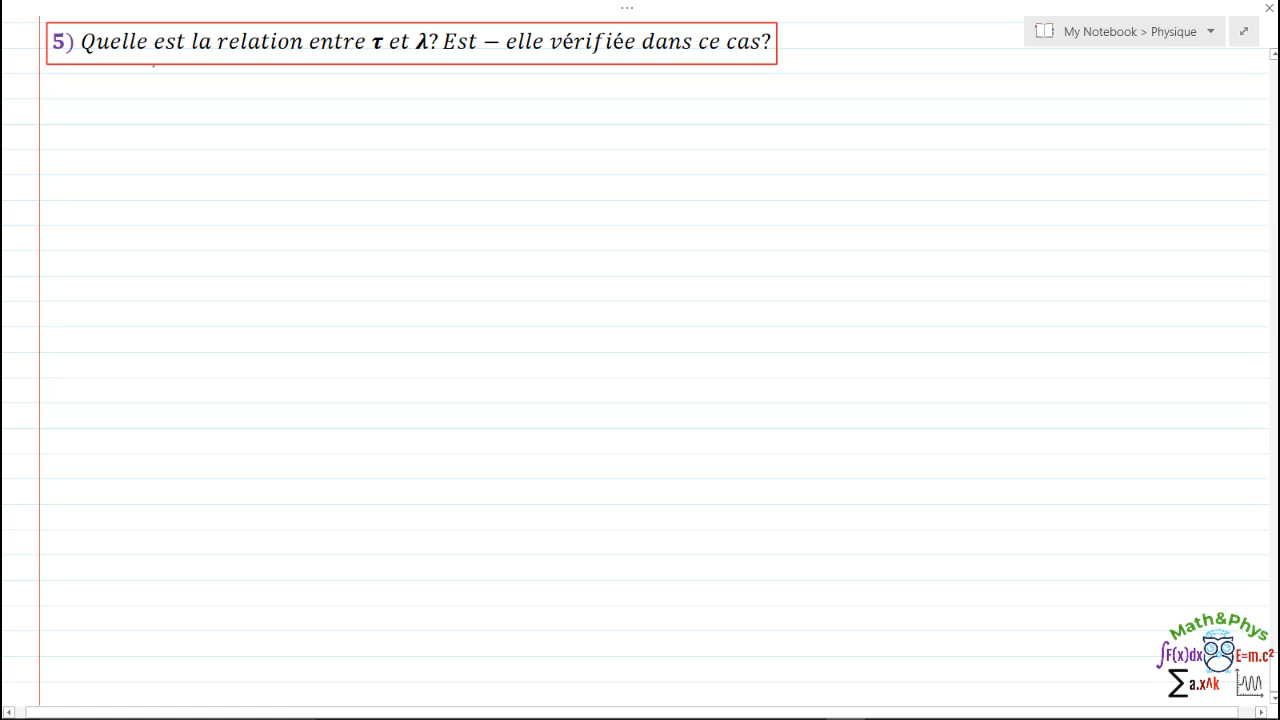 5) Quelle est la relation entre τ et λ? Est − elle vérifiée dans ce cas?
My Notebook > Physique
Math&Phys
∫F(x)dx E=m.c²
∑a.x^k